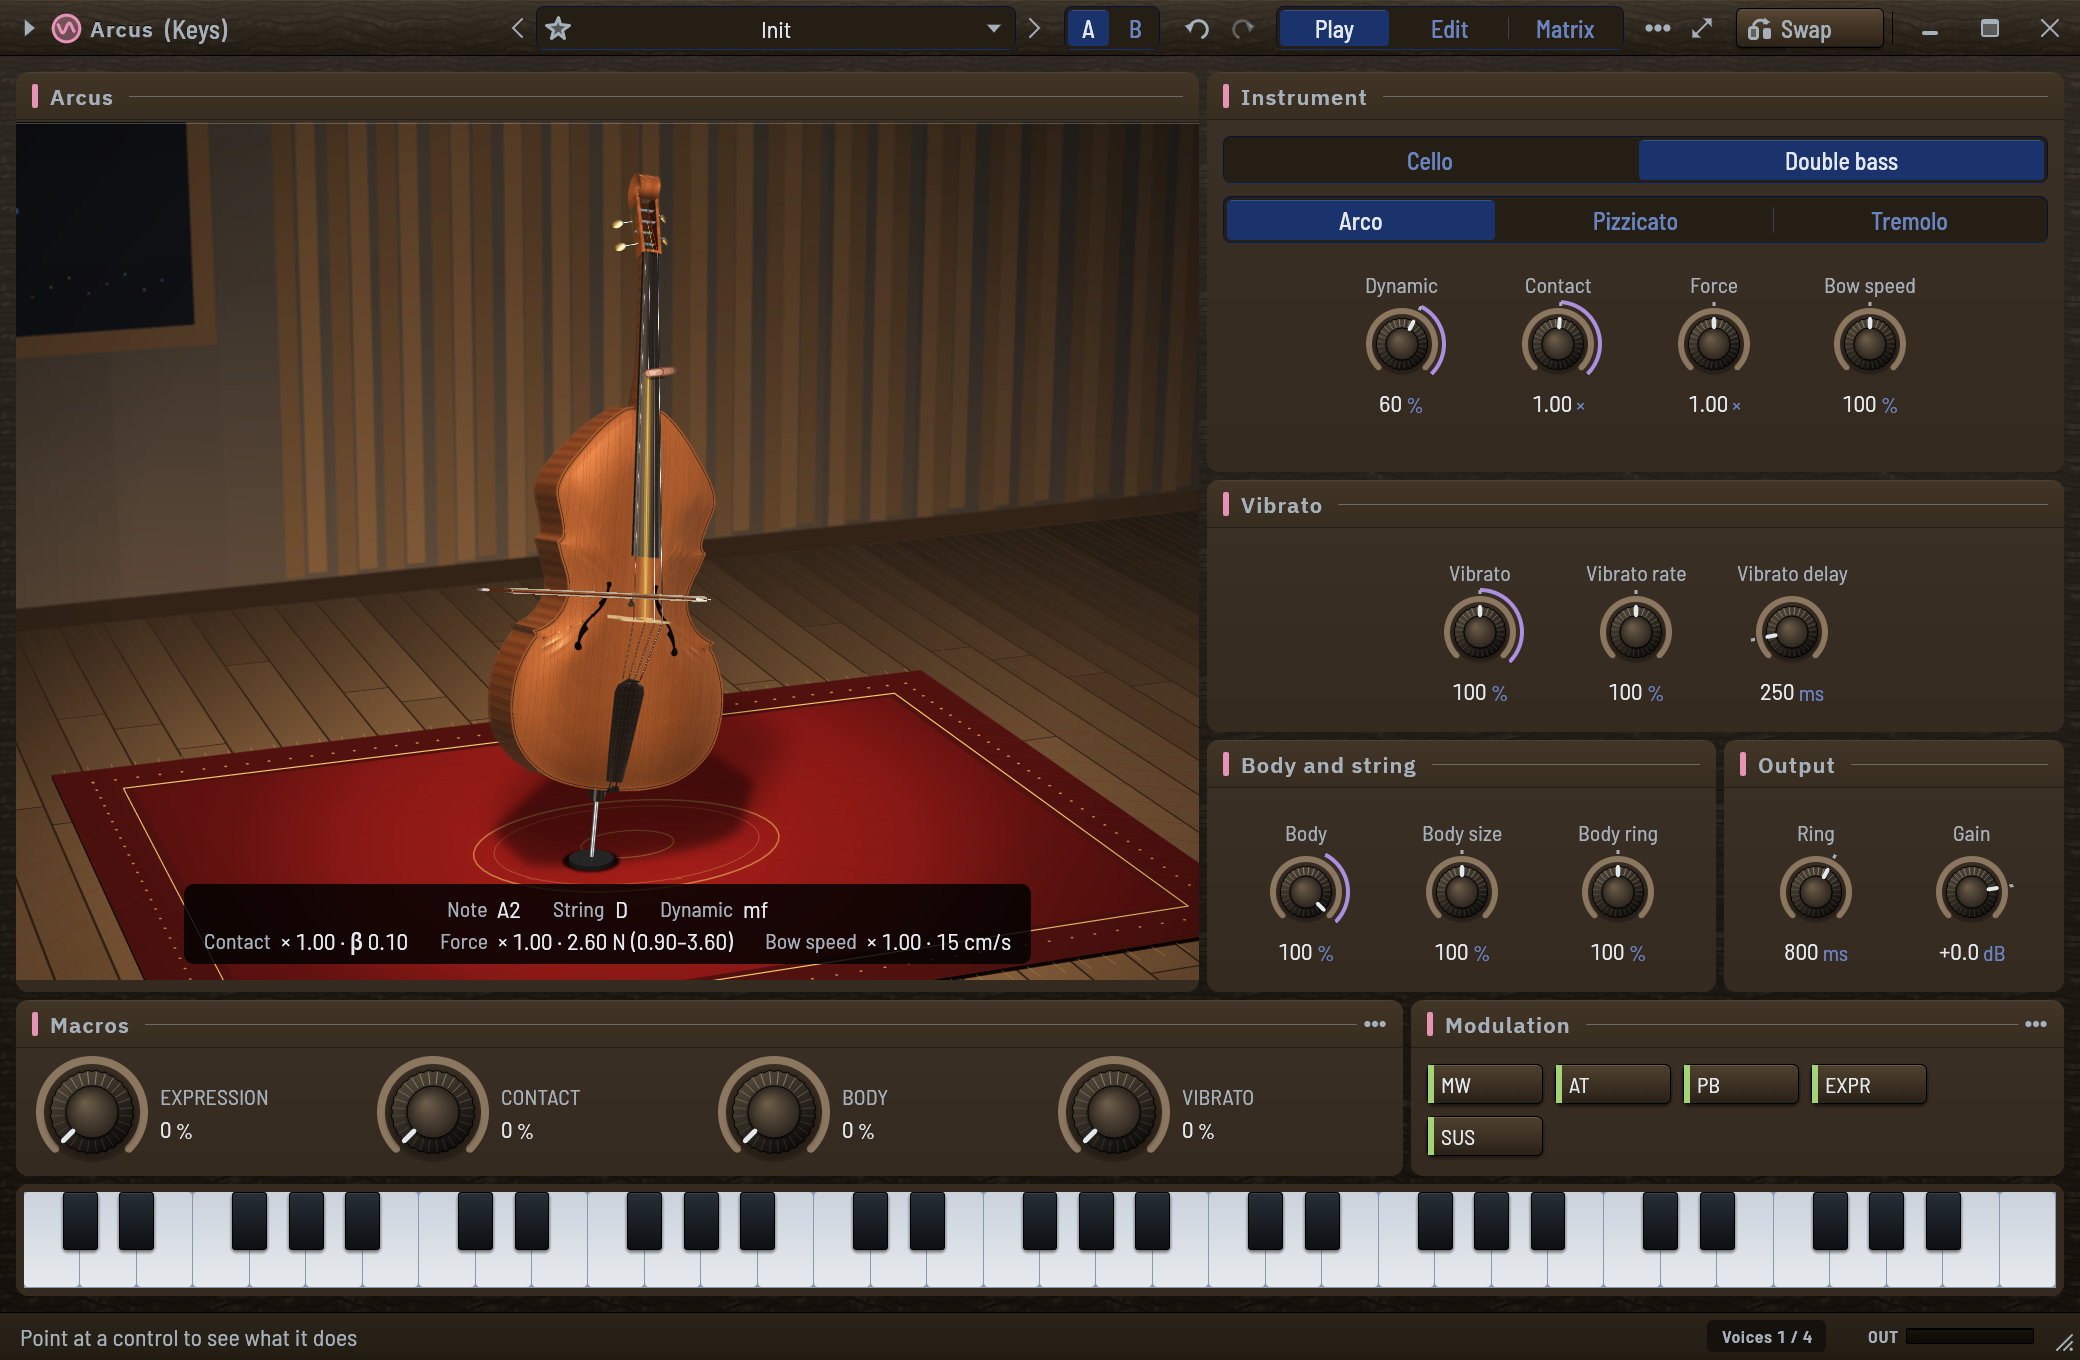 Arcus (Keys)
Init
A B
Play Edit Matrix
Swap
Arcus
Instrument
Cello Double bass
Arco Pizzicato Tremolo
Dynamic Contact Force Bow speed
60 % 1.00 × 1.00 × 100 %
Vibrato
Vibrato Vibrato rate Vibrato delay
100 % 100 % 250 ms
Body and string Output
Body Body size Body ring Ring Gain
100 % 100 % 100 % 800 ms +0.0 dB
Note A2 String D Dynamic mf
Contact × 1.00 · β 0.10 Force × 1.00 · 2.60 N (0.90–3.60) Bow speed × 1.00 · 15 cm/s
Macros Modulation
EXPRESSION CONTACT BODY VIBRATO
0 % 0 % 0 % 0 %
MW AT PB EXPR
SUS
Point at a control to see what it does
Voices 1 / 4 OUT